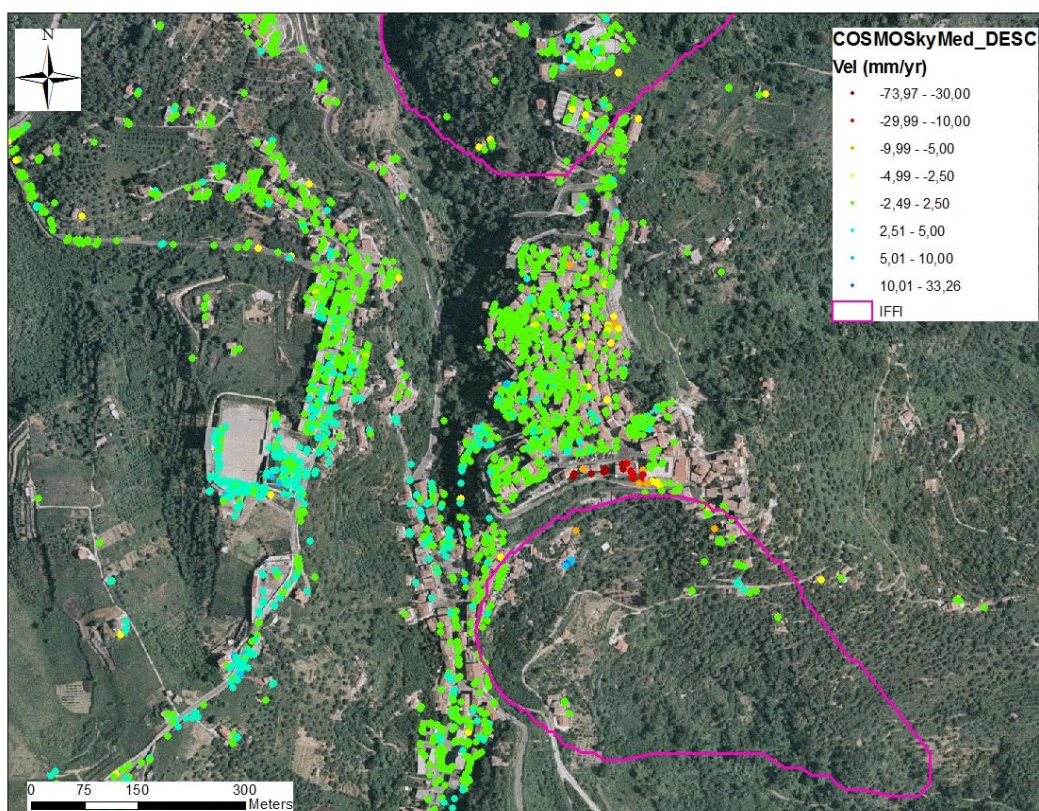 N
COSMOSkyMed_DESC
Vel (mm/yr)
-73,97 - -30,00
-29,99 - -10,00
-9,99 - -5,00
-4,99 - -2,50
-2,49 - 2,50
2,51 - 5,00
5,01 - 10,00
10,01 - 33,26
IFFI
0 75 150 300
Meters